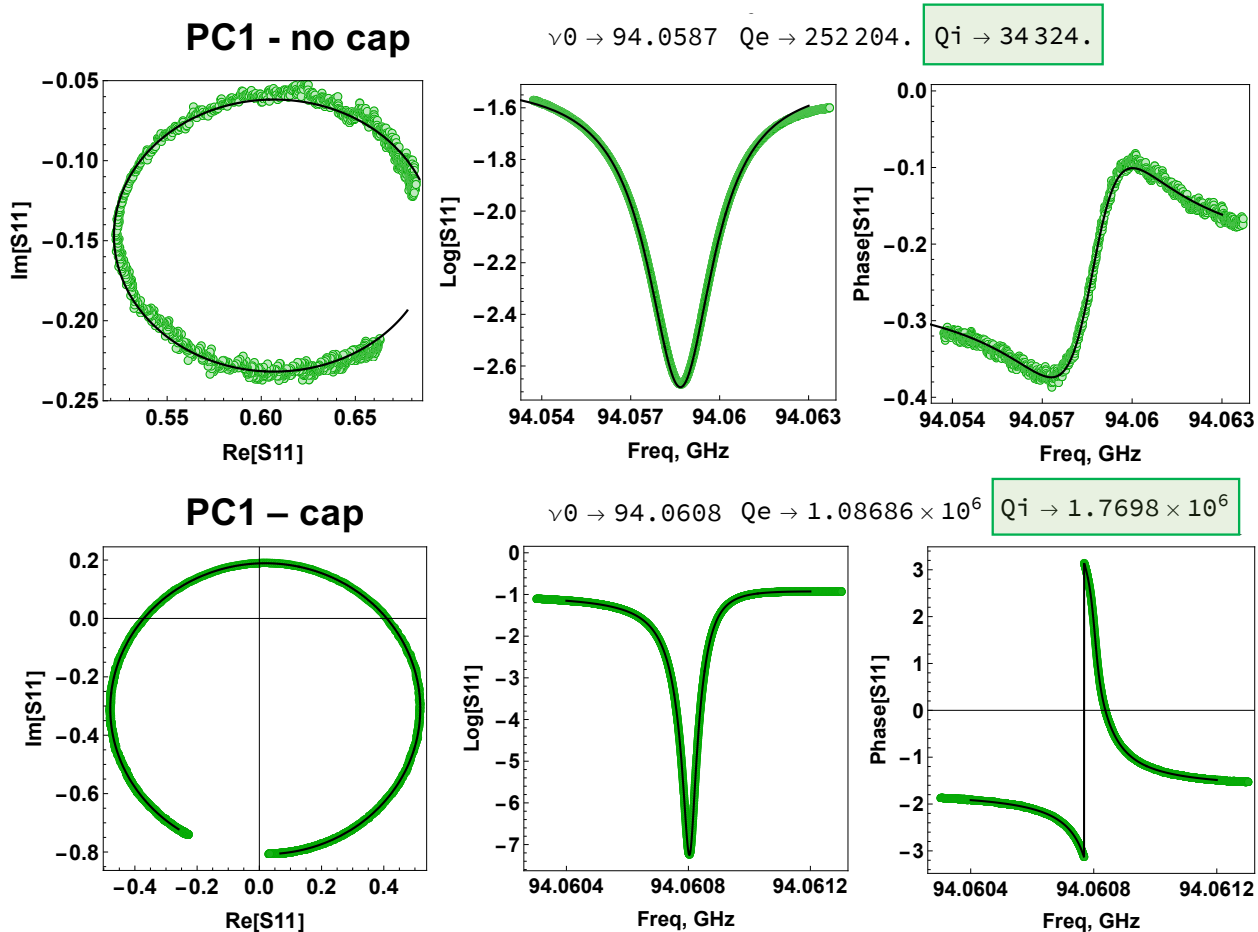 PC1 - no cap
ν0 → 94.0587 Qe → 252 204. Qi → 34 324.
-0.05
-0.10
-0.15
-0.20
-0.25
Im[S11]
0.55 0.60 0.65
Re[S11]
-1.6
-1.8
-2.0
-2.2
-2.4
-2.6
Log[S11]
94.054 94.057 94.06 94.063
Freq, GHz
0.0
-0.1
-0.2
-0.3
-0.4
Phase[S11]
94.054 94.057 94.06 94.063
Freq, GHz
PC1 – cap
ν0 → 94.0608 Qe → 1.08686 × 10⁶ Qi → 1.7698 × 10⁶
0.2
0.0
-0.2
-0.4
-0.6
-0.8
Im[S11]
-0.4 -0.2 0.0 0.2 0.4
Re[S11]
0
-1
-2
-3
-4
-5
-6
-7
Log[S11]
94.0604 94.0608 94.0612
Freq, GHz
3
2
1
0
-1
-2
-3
Phase[S11]
94.0604 94.0608 94.0612
Freq, GHz